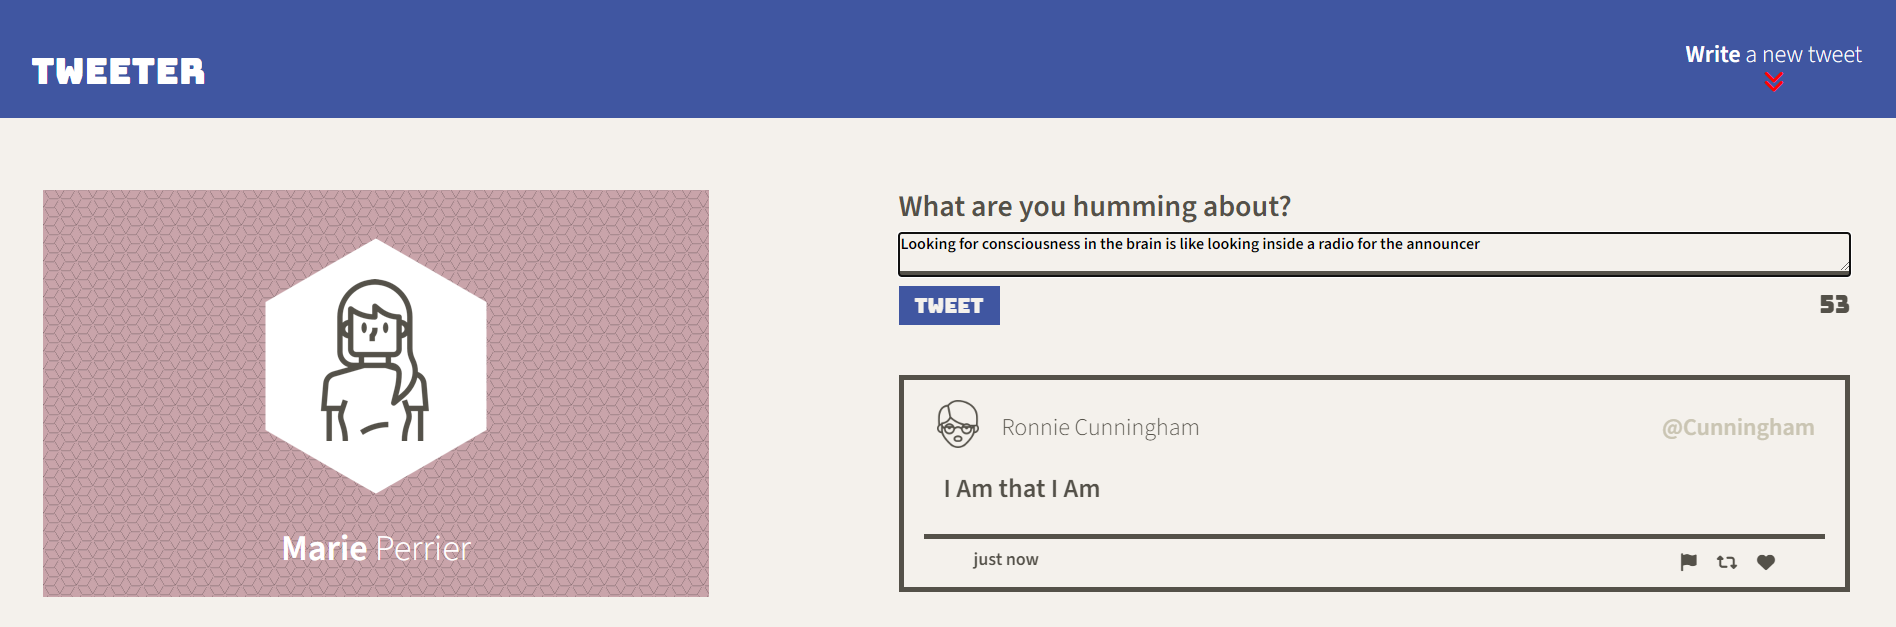 TWEETER
Write a new tweet
Marie Perrier
What are you humming about?
Looking for consciousness in the brain is like looking inside a radio for the announcer
TWEET
53
Ronnie Cunningham
@Cunningham
I Am that I Am
just now